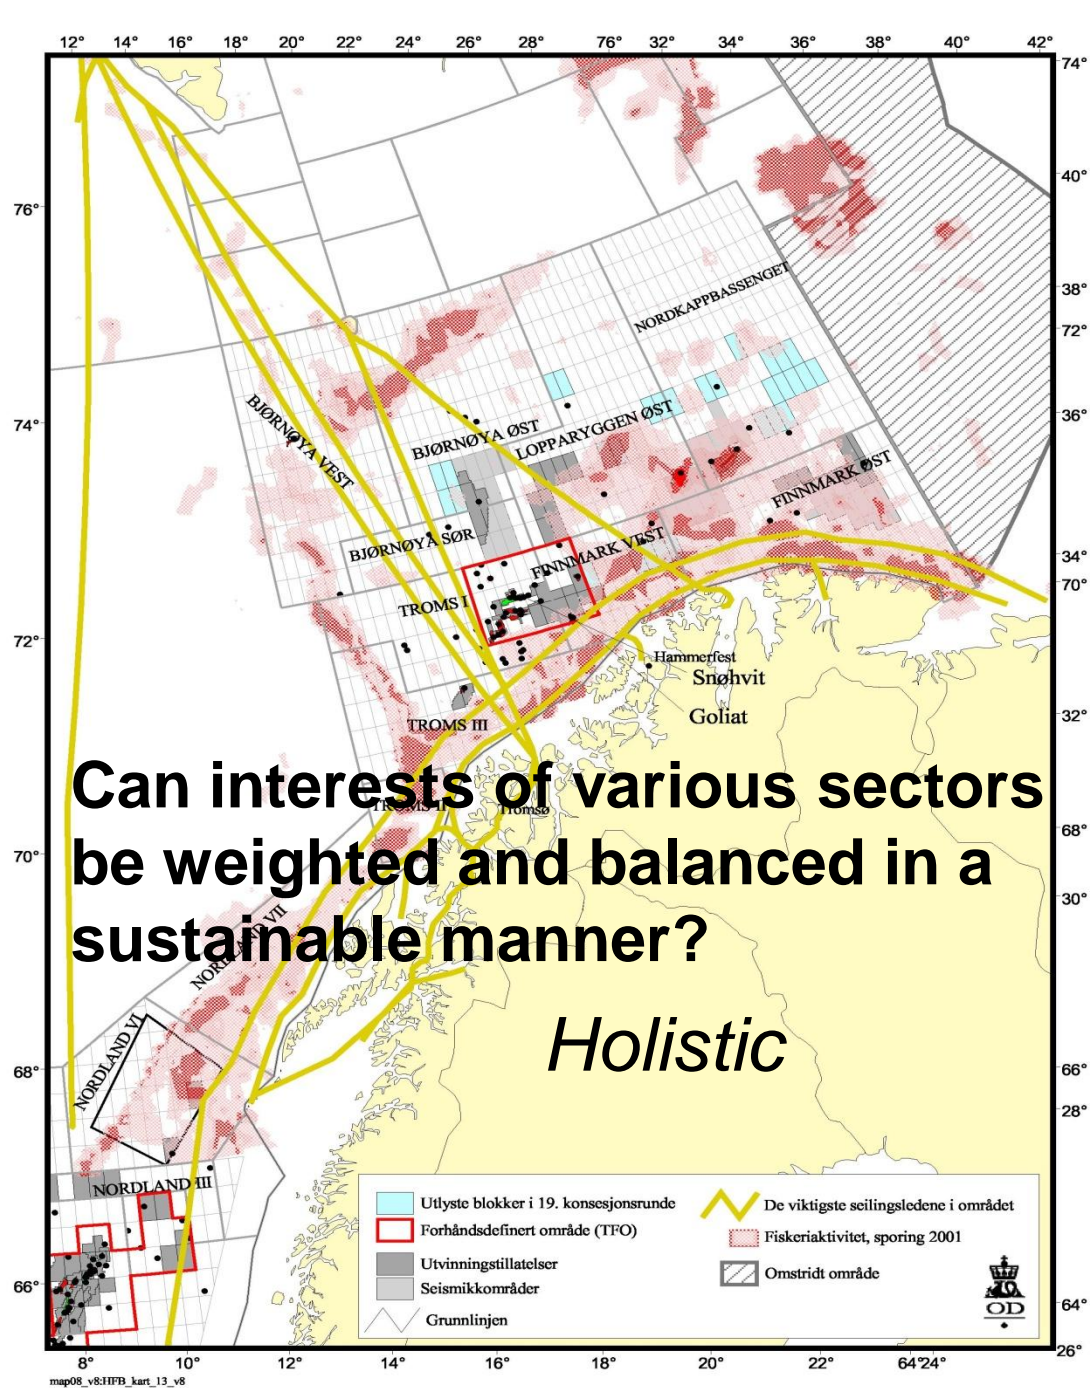 12° 14° 16° 18° 20° 22° 24° 26° 28° 76° 32° 34° 36° 38° 40° 42°
74°
40°
76°
38°
NORDKAPPBASSENGET
72°
36°
74°
BJØRNØYA VEST
BJØRNØYA ØST
LOPPARYGGEN ØST
FINNMARK ØST
BJØRNØYA SØR
FINNMARK VEST
34°
70°
TROMS I
72°
Hammerfest
Snøhvit
Goliat
32°
TROMS III
Can interests of various sectors
TROMS II
Tromsø
68°
70°
be weighted and balanced in a
30°
NORDLAND VII
sustainable manner?
Holistic
NORDLAND VI
68°
66°
28°
NORDLAND III
Utlyste blokker i 19. konsesjonsrunde
De viktigste seilingsledene i området
Forhåndsdefinert område (TFO)
Fiskeriaktivitet, sporing 2001
Utvinningstillatelser
Omstridt område
Seismikkområder
Grunnlinjen
OD
66°
64°
26°
8° 10° 12° 14° 16° 18° 20° 22° 64° 24°
map08_v8:HFB_kart_13_v8